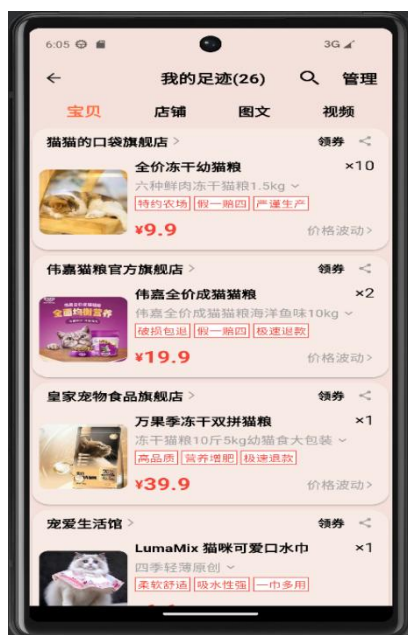 6:05
3G
我的足迹(26)
管理
宝贝
店铺
图文
视频
猫猫的口袋旗舰店 >
领券
全价冻干幼猫粮
×10
六种鲜肉冻干猫粮1.5kg
特约农场 假一赔四 严谨生产
¥9.9
价格波动>
伟嘉猫粮官方旗舰店 >
领券
伟嘉全价成猫猫粮
×2
伟嘉全价成猫猫粮海洋鱼味10kg
破损包退 假一赔四 极速退款
全面均衡营养
¥19.9
价格波动>
皇家宠物食品旗舰店 >
领券
万果季冻干双拼猫粮
×1
冻干猫粮10斤5kg幼猫食大包装
高品质 营养增肥 极速退款
¥39.9
价格波动>
宠爱生活馆 >
领券
LumaMix 猫咪可爱口水巾
×1
四季轻薄原创
柔软舒适 吸水性强 一巾多用